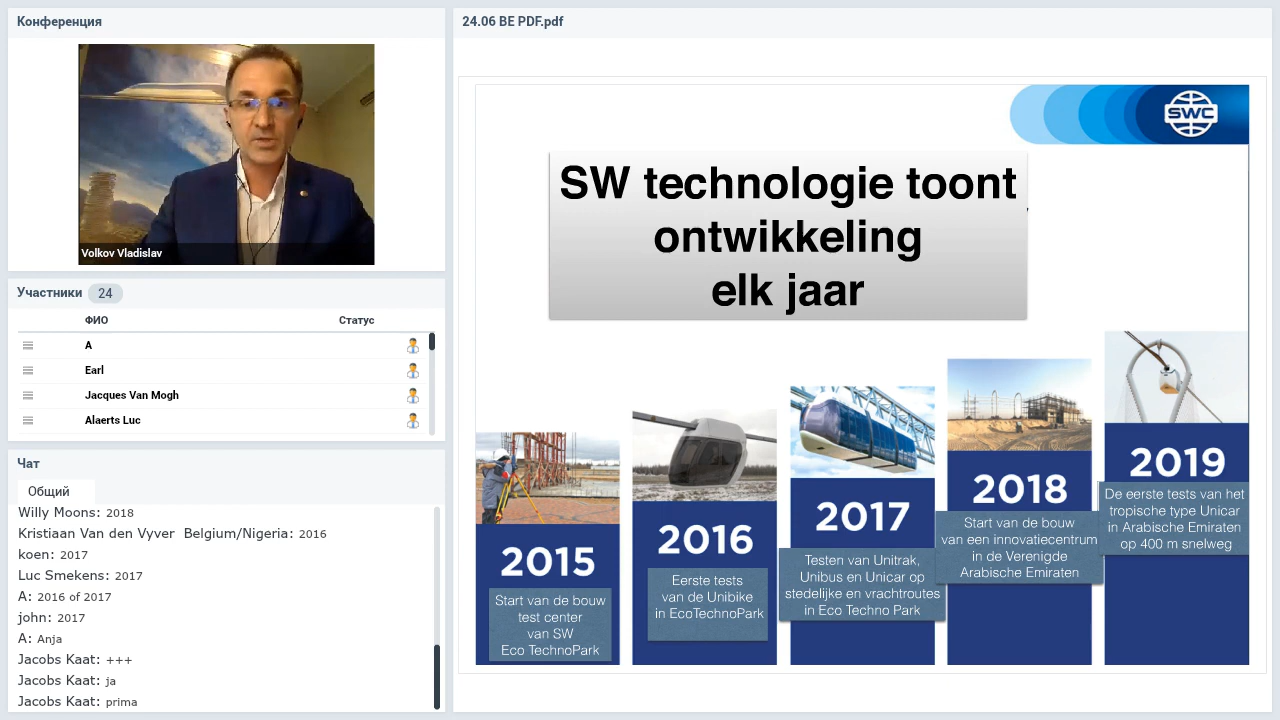 Конференция
Volkov Vladislav
Участники 24
ФИО Статус
A
Earl
Jacques Van Mogh
Alaerts Luc
Чат
Общий
Willy Moons: 2018
Kristiaan Van den Vyver Belgium/Nigeria: 2016
koen: 2017
Luc Smekens: 2017
A: 2016 of 2017
john: 2017
A: Anja
Jacobs Kaat: +++
Jacobs Kaat: ja
Jacobs Kaat: prima
24.06 BE PDF.pdf
SWC
SW technologie toont
ontwikkeling
elk jaar
2015
Start van de bouw
test center
van SW
Eco TechnoPark
2016
Eerste tests
van de Unibike
in EcoTechnoPark
2017
Testen van Unitrak,
Unibus en Unicar op
stedelijke en vrachtroutes
in Eco Techno Park
2018
Start van de bouw
van een innovatiecentrum
in de Verenigde
Arabische Emiraten
2019
De eerste tests van het
tropische type Unicar
in Arabische Emiraten
op 400 m snelweg